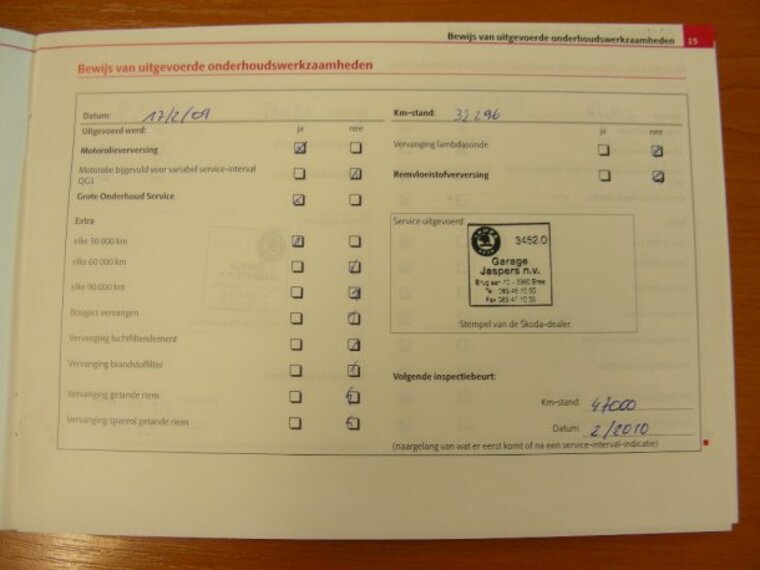 Bewijs van uitgevoerde onderhoudswerkzaamheden 15
Bewijs van uitgevoerde onderhoudswerkzaamheden
Datum: 17/2/09
Uitgevoerd werd: ja nee
Motorolieverversing
Motorolie bijgevuld voor variabel service-interval
(QG)
Grote Onderhoud Service
Extra
elke 30 000 km
elke 60 000 km
elke 90 000 km
Bougies vervangen
Vervanging luchtfilterelement
Vervanging brandstoffilter
Vervanging getande riem
Vervanging spanrol getande riem
Km-stand: 32296
ja nee
Vervanging lambdasonde
Remvloeistofverversing
Service uitgevoerd:
3452.0
Garage
Jaspers n.v.
Stempel van de Škoda-dealer
Volgende inspectiebeurt:
Km-stand: 47000
Datum: 2/2010
(naargelang van wat er eerst komt of na een service-interval-indicatie)